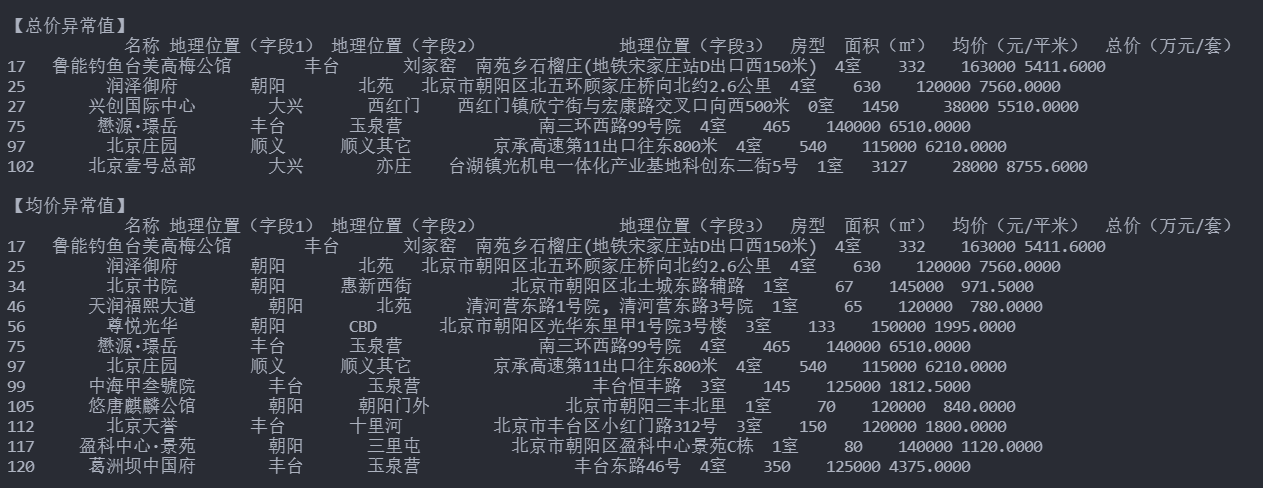 【总价异常值】
名称 地理位置（字段1） 地理位置（字段2） 地理位置（字段3） 房型 面积（㎡） 均价（元/平米） 总价（万元/套）
17 鲁能钓鱼台美高梅公馆 丰台 刘家窑 南苑乡石榴庄(地铁宋家庄站D出口西150米) 4室 332 163000 5411.6000
25 润泽御府 朝阳 北苑 北京市朝阳区北五环顾家庄桥向北约2.6公里 4室 630 120000 7560.0000
27 兴创国际中心 大兴 西红门 西红门镇欣宁街与宏康路交叉口向西500米 0室 1450 38000 5510.0000
75 懋源·璟岳 丰台 玉泉营 南三环西路99号院 4室 465 140000 6510.0000
97 北京庄园 顺义 顺义其它 京承高速第11出口往东800米 4室 540 115000 6210.0000
102 北京壹号总部 大兴 亦庄 台湖镇光机电一体化产业基地科创东二街5号 1室 3127 28000 8755.6000
【均价异常值】
名称 地理位置（字段1） 地理位置（字段2） 地理位置（字段3） 房型 面积（㎡） 均价（元/平米） 总价（万元/套）
17 鲁能钓鱼台美高梅公馆 丰台 刘家窑 南苑乡石榴庄(地铁宋家庄站D出口西150米) 4室 332 163000 5411.6000
25 润泽御府 朝阳 北苑 北京市朝阳区北五环顾家庄桥向北约2.6公里 4室 630 120000 7560.0000
34 北京书院 朝阳 惠新西街 北京市朝阳区北土城东路辅路 1室 67 145000 971.5000
46 天润福熙大道 朝阳 北苑 清河营东路1号院, 清河营东路3号院 1室 65 120000 780.0000
56 尊悦光华 朝阳 CBD 北京市朝阳区光华东里甲1号院3号楼 3室 133 150000 1995.0000
75 懋源·璟岳 丰台 玉泉营 南三环西路99号院 4室 465 140000 6510.0000
97 北京庄园 顺义 顺义其它 京承高速第11出口往东800米 4室 540 115000 6210.0000
99 中海甲叁號院 丰台 玉泉营 丰台恒丰路 3室 145 125000 1812.5000
105 悠唐麒麟公馆 朝阳 朝阳门外 北京市朝阳三丰北里 1室 70 120000 840.0000
112 北京天誉 丰台 十里河 北京市丰台区小红门路312号 3室 150 120000 1800.0000
117 盈科中心·景苑 朝阳 三里屯 北京市朝阳区盈科中心景苑C栋 1室 80 140000 1120.0000
120 葛洲坝中国府 丰台 玉泉营 丰台东路46号 4室 350 125000 4375.0000